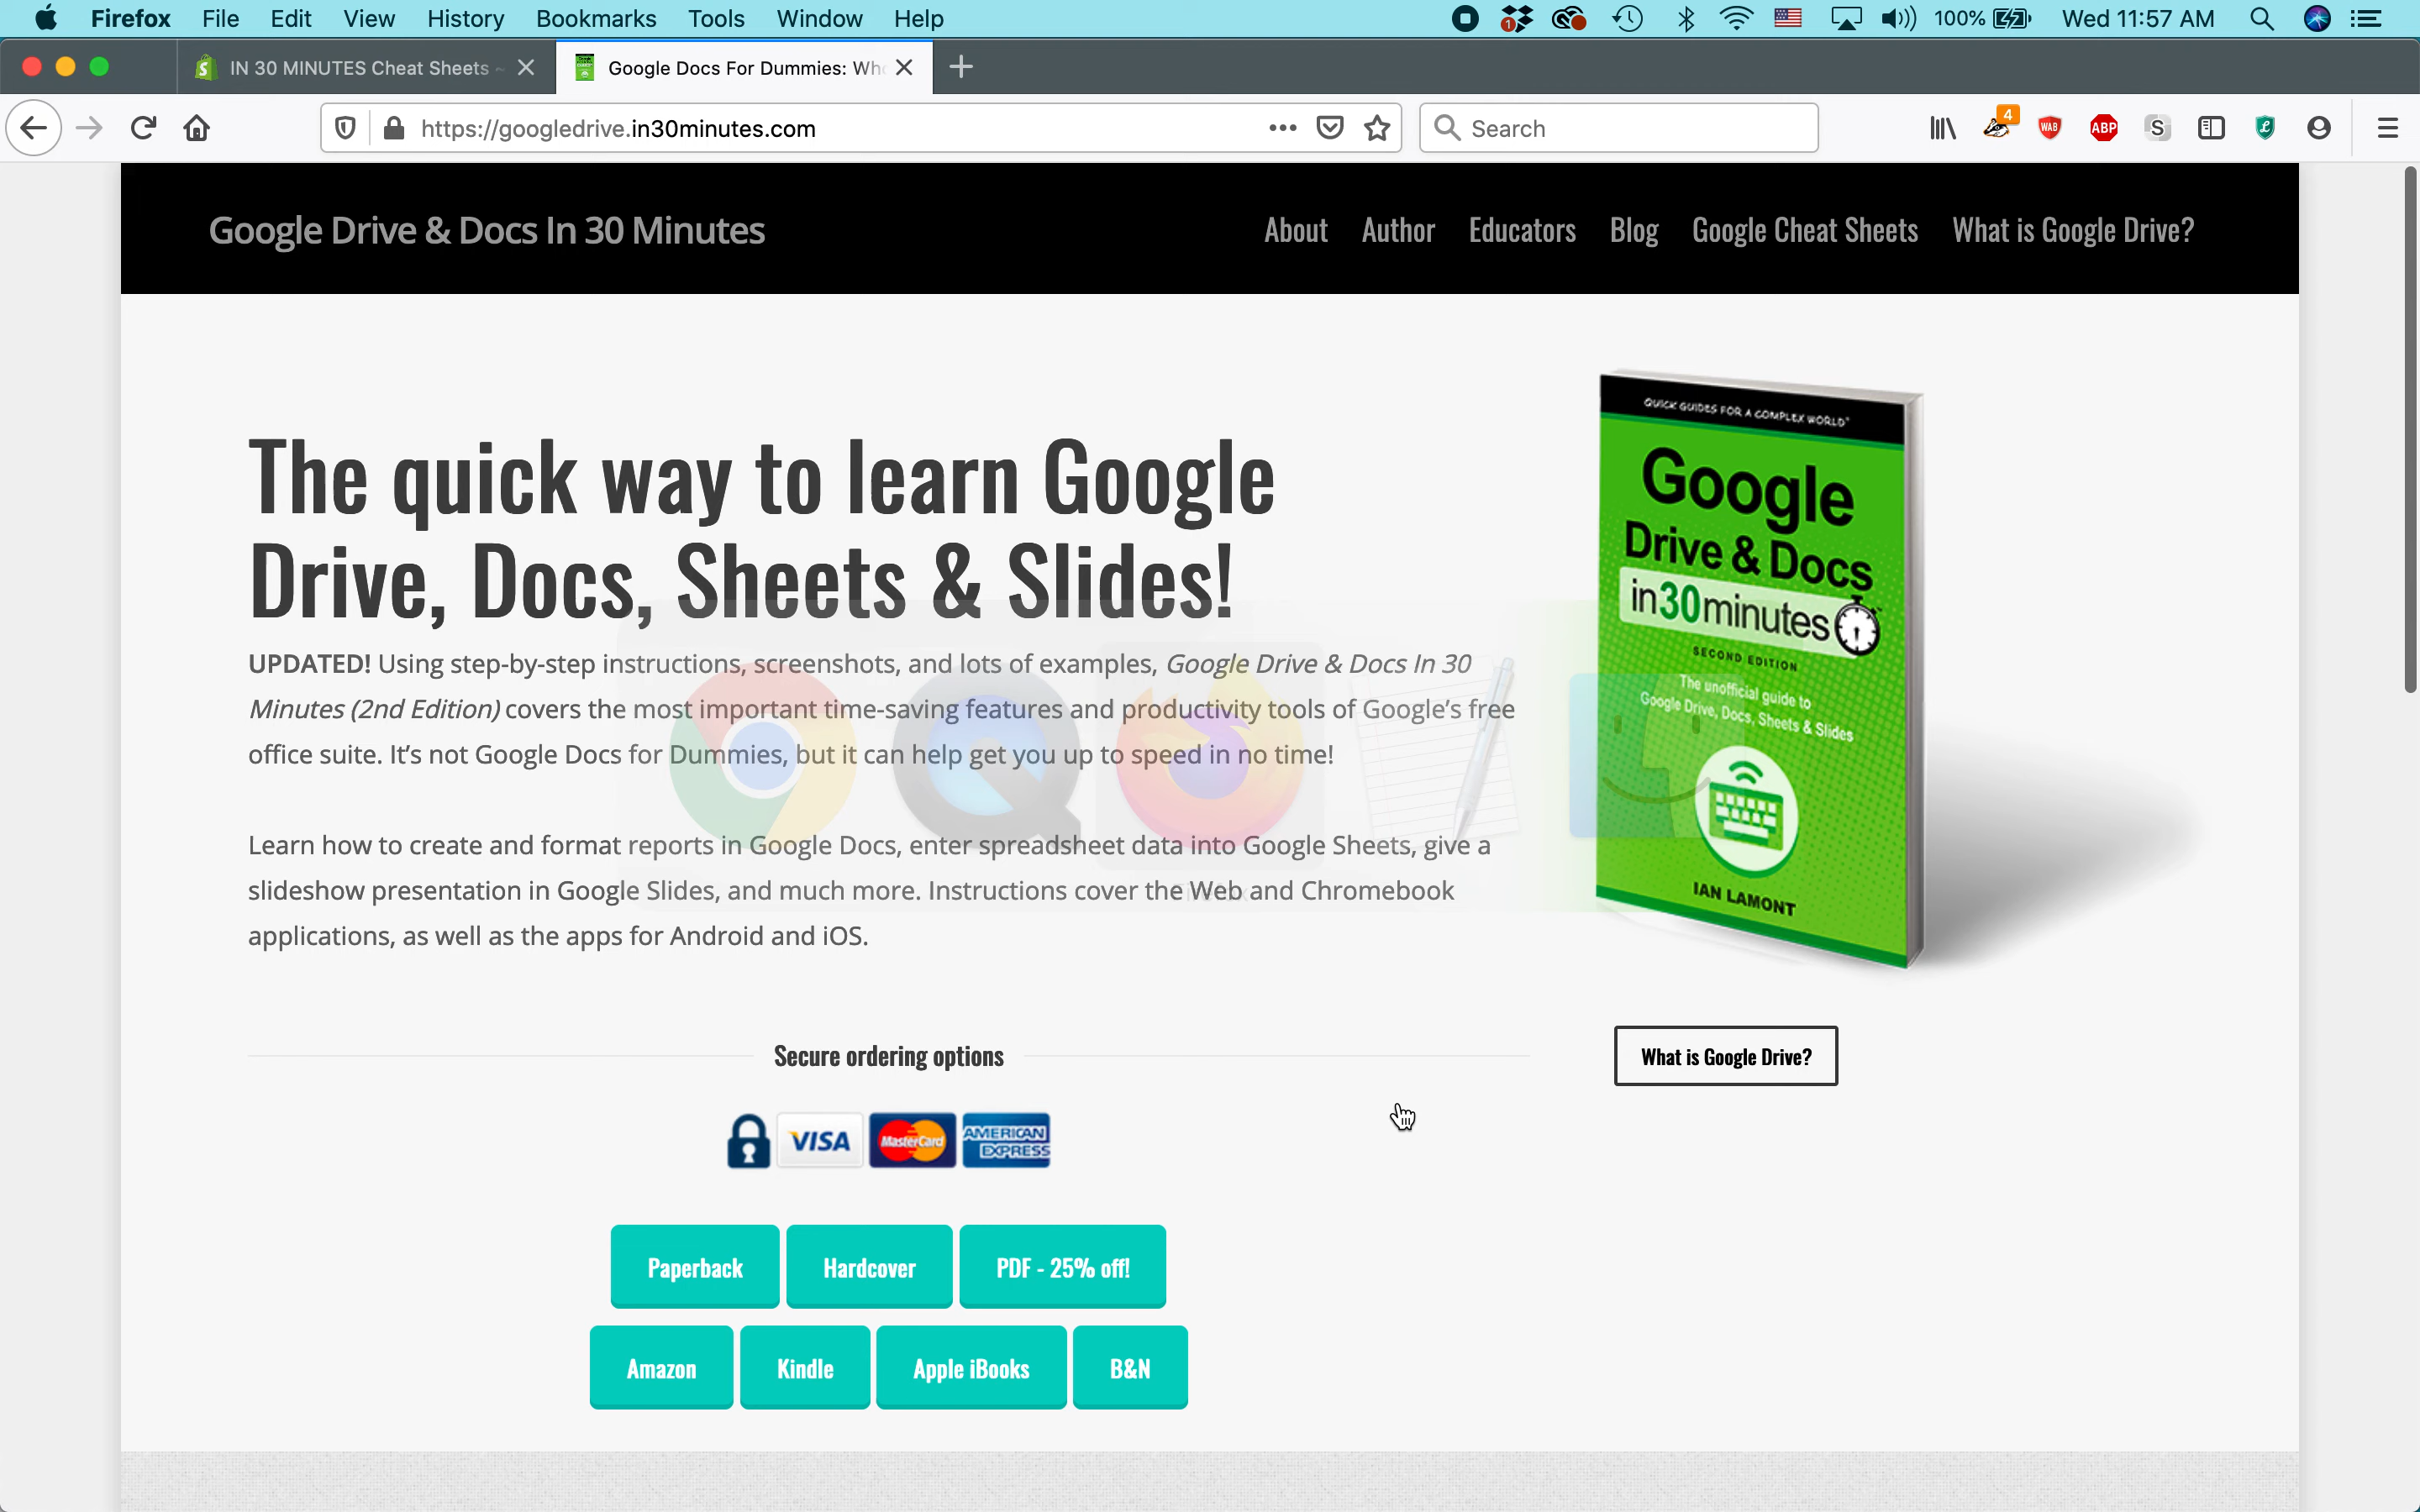 Firefox File Edit View History Bookmarks Tools Window Help 100% Wed 11:57 AM
IN 30 MINUTES Cheat Sheets ~ Google Docs For Dummies: Who
https://googledrive.in30minutes.com Search 4 WAB ABP S
Google Drive & Docs In 30 Minutes About Author Educators Blog Google Cheat Sheets What is Google Drive?
The quick way to learn Google
Drive, Docs, Sheets & Slides!
UPDATED! Using step-by-step instructions, screenshots, and lots of examples, Google Drive & Docs In 30
Minutes (2nd Edition) covers the most important time-saving features and productivity tools of Google's free
office suite. It's not Google Docs for Dummies, but it can help get you up to speed in no time!
Learn how to create and format reports in Google Docs, enter spreadsheet data into Google Sheets, give a
slideshow presentation in Google Slides, and much more. Instructions cover the Web and Chromebook
applications, as well as the apps for Android and iOS.
QUICK GUIDES FOR A COMPLEX WORLD™
Google
Drive & Docs
in30minutes
SECOND EDITION
The unofficial guide to
Google Drive, Docs, Sheets & Slides
IAN LAMONT
What is Google Drive?
Secure ordering options
VISA MasterCard AMERICAN
EXPRESS
Paperback Hardcover PDF - 25% off!
Amazon Kindle Apple iBooks B&N